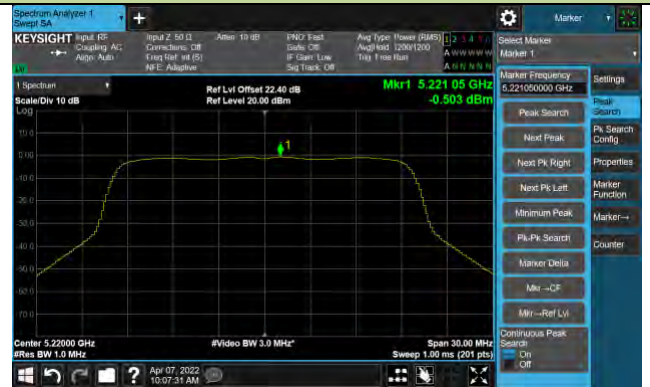 Spectrum Analyzer 1
Swept SA
Marker
KEYSIGHT
Input: RF
Coupling: AC
Align: Auto
Input Z: 50 Ω
Corrections: Off
Freq Ref: Int (S)
NFE: Adaptive
Atten: 10 dB
PNO: Fast
Gate: Off
IF Gain: Low
Sig Track: Off
Avg Type: Power (RMS)
Avg|Hold: 1200/1200
Trig: Free Run
1 2 3 4 5 6
A W W W W W
A N N N N N
Select Marker
Marker 1
1 Spectrum
Scale/Div 10 dB
Log
Ref Lvl Offset 22.40 dB
Ref Level 20.00 dBm
Mkr1 5.221 05 GHz
-0.503 dBm
Marker Frequency
5.221050000 GHz
Peak Search
Next Peak
Next Pk Right
Next Pk Left
Minimum Peak
Pk-Pk Search
Marker Delta
Mkr→CF
Mkr→Ref Lvl
Continuous Peak
Search
On
Off
Settings
Peak
Search
Pk Search
Config
Properties
Marker
Function
Marker→
Counter
10.0
0.00
-10.0
-20.0
-30.0
-40.0
-50.0
-60.0
-70.0
1
Center 5.22000 GHz
#Res BW 1.0 MHz
#Video BW 3.0 MHz*
Span 30.00 MHz
Sweep 1.00 ms (201 pts)
?
Apr 07, 2022
10:07:31 AM